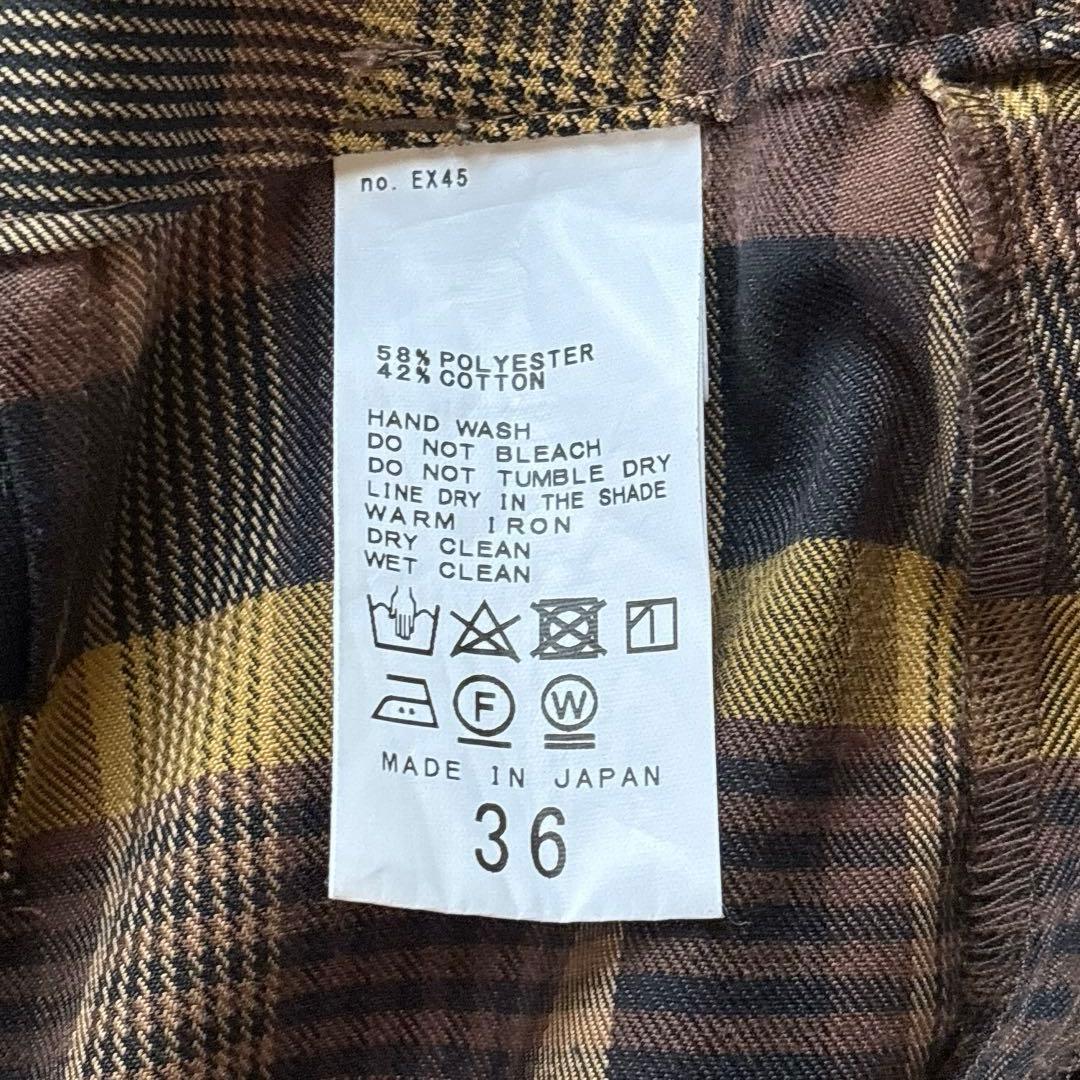 no. EX45
58% POLYESTER
42% COTTON
HAND WASH
DO NOT BLEACH
DO NOT TUMBLE DRY
LINE DRY IN THE SHADE
WARM IRON
DRY CLEAN
WET CLEAN
F W
MADE IN JAPAN
36